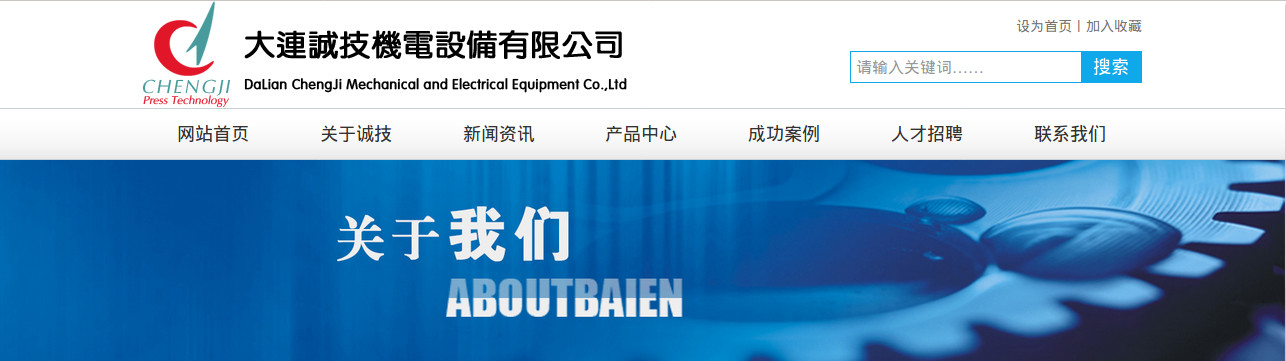 CHENGJI
Press Technology
大連誠技機電設備有限公司
DaLian ChengJi Mechanical and Electrical Equipment Co.,Ltd
设为首页 | 加入收藏
请输入关键词……
搜索
网站首页 关于诚技 新闻资讯 产品中心 成功案例 人才招聘 联系我们
关于我们
ABOUTBAIEN